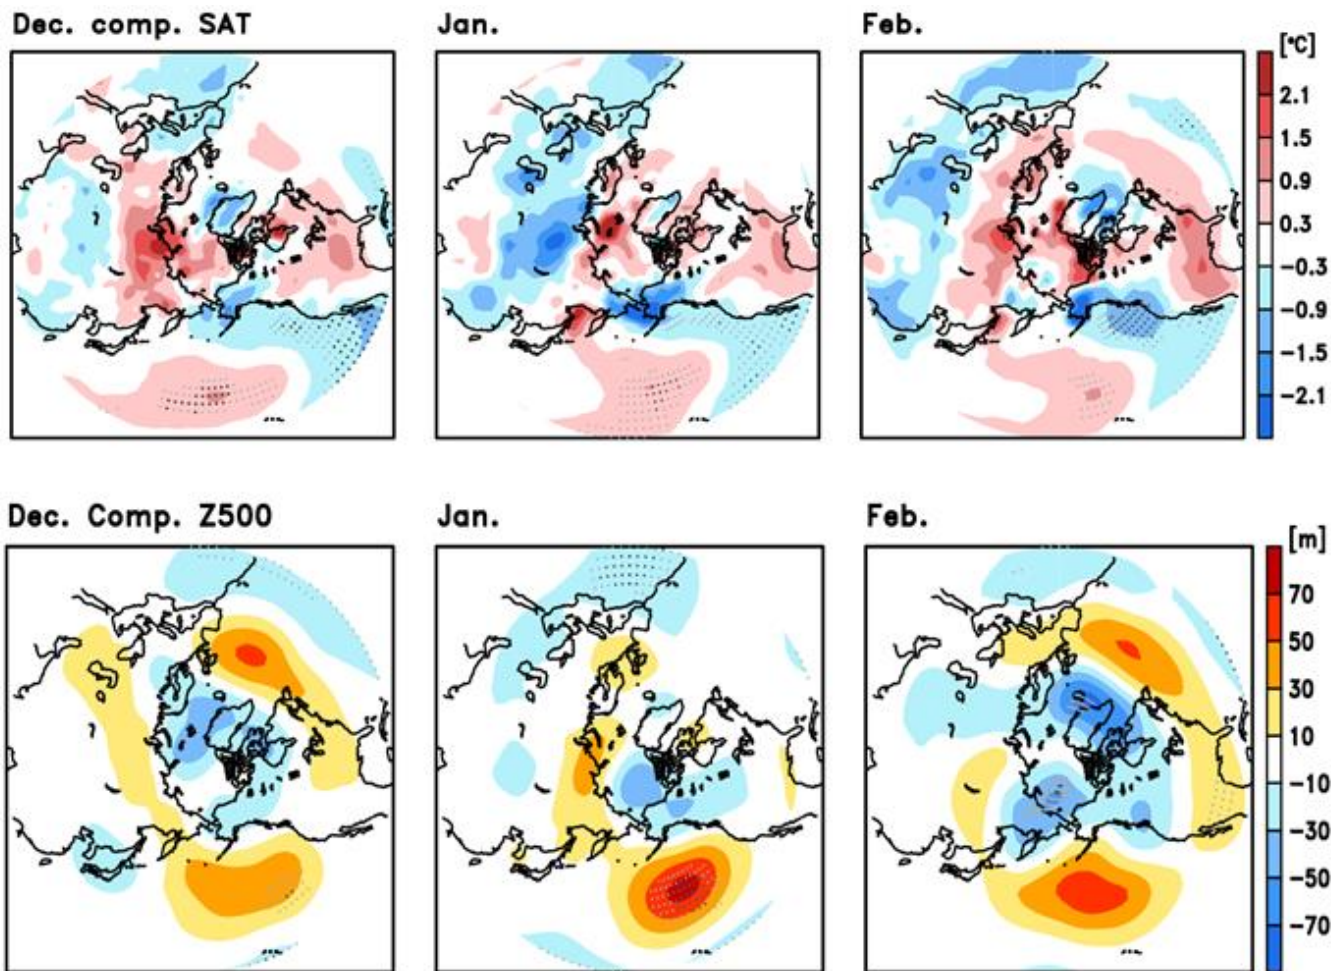 Dec. comp. SAT
Jan.
Feb.
[°C]
2.1
1.5
0.9
0.3
-0.3
-0.9
-1.5
-2.1
Dec. Comp. Z500
Jan.
Feb.
[m]
70
50
30
10
-10
-30
-50
-70